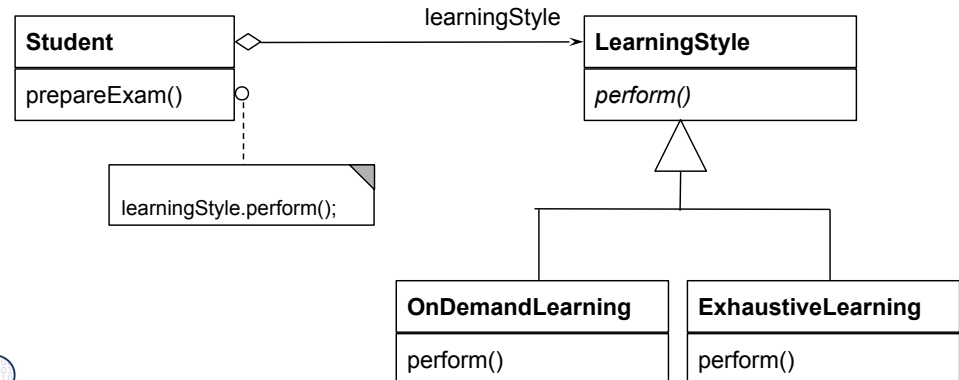 learningStyle
Student
LearningStyle
prepareExam()
perform()
learningStyle.perform();
OnDemandLearning
ExhaustiveLearning
perform()
perform()